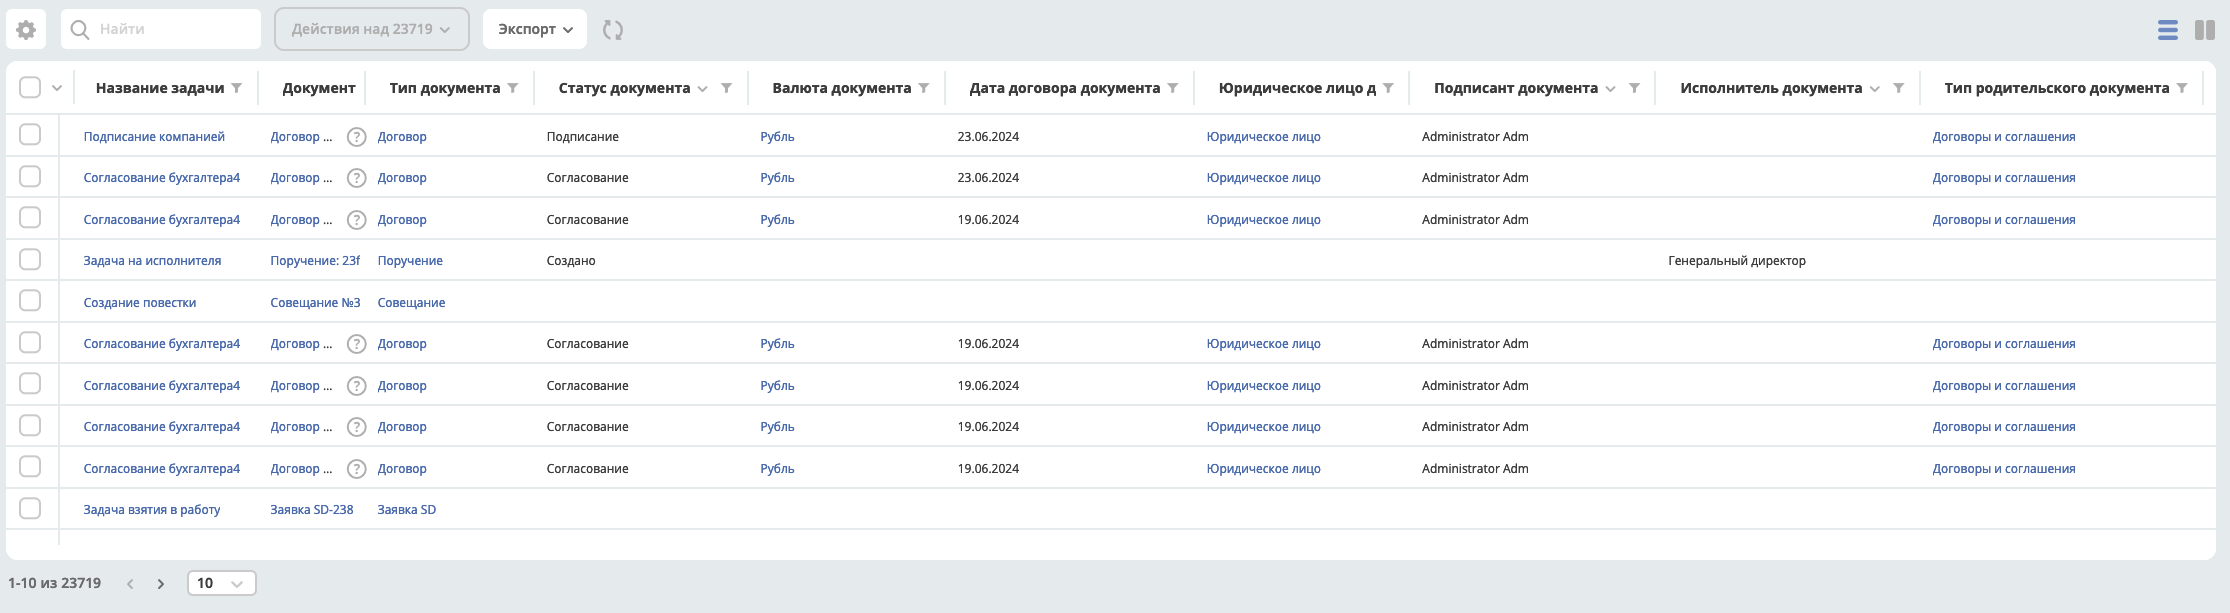 Найти Действия над 23719 Экспорт
Название задачи Документ Тип документа Статус документа Валюта документа Дата договора документа Юридическое лицо д Подписант документа Исполнитель документа Тип родительского документа
Подписание компанией Договор ... ? Договор Подписание Рубль 23.06.2024 Юридическое лицо Administrator Adm Договоры и соглашения
Согласование бухгалтера4 Договор ... ? Договор Согласование Рубль 23.06.2024 Юридическое лицо Administrator Adm Договоры и соглашения
Согласование бухгалтера4 Договор ... ? Договор Согласование Рубль 19.06.2024 Юридическое лицо Administrator Adm Договоры и соглашения
Задача на исполнителя Поручение: 23f Поручение Создано Генеральный директор
Создание повестки Совещание №3 Совещание
Согласование бухгалтера4 Договор ... ? Договор Согласование Рубль 19.06.2024 Юридическое лицо Administrator Adm Договоры и соглашения
Согласование бухгалтера4 Договор ... ? Договор Согласование Рубль 19.06.2024 Юридическое лицо Administrator Adm Договоры и соглашения
Согласование бухгалтера4 Договор ... ? Договор Согласование Рубль 19.06.2024 Юридическое лицо Administrator Adm Договоры и соглашения
Согласование бухгалтера4 Договор ... ? Договор Согласование Рубль 19.06.2024 Юридическое лицо Administrator Adm Договоры и соглашения
Задача взятия в работу Заявка SD-238 Заявка SD
1-10 из 23719 10